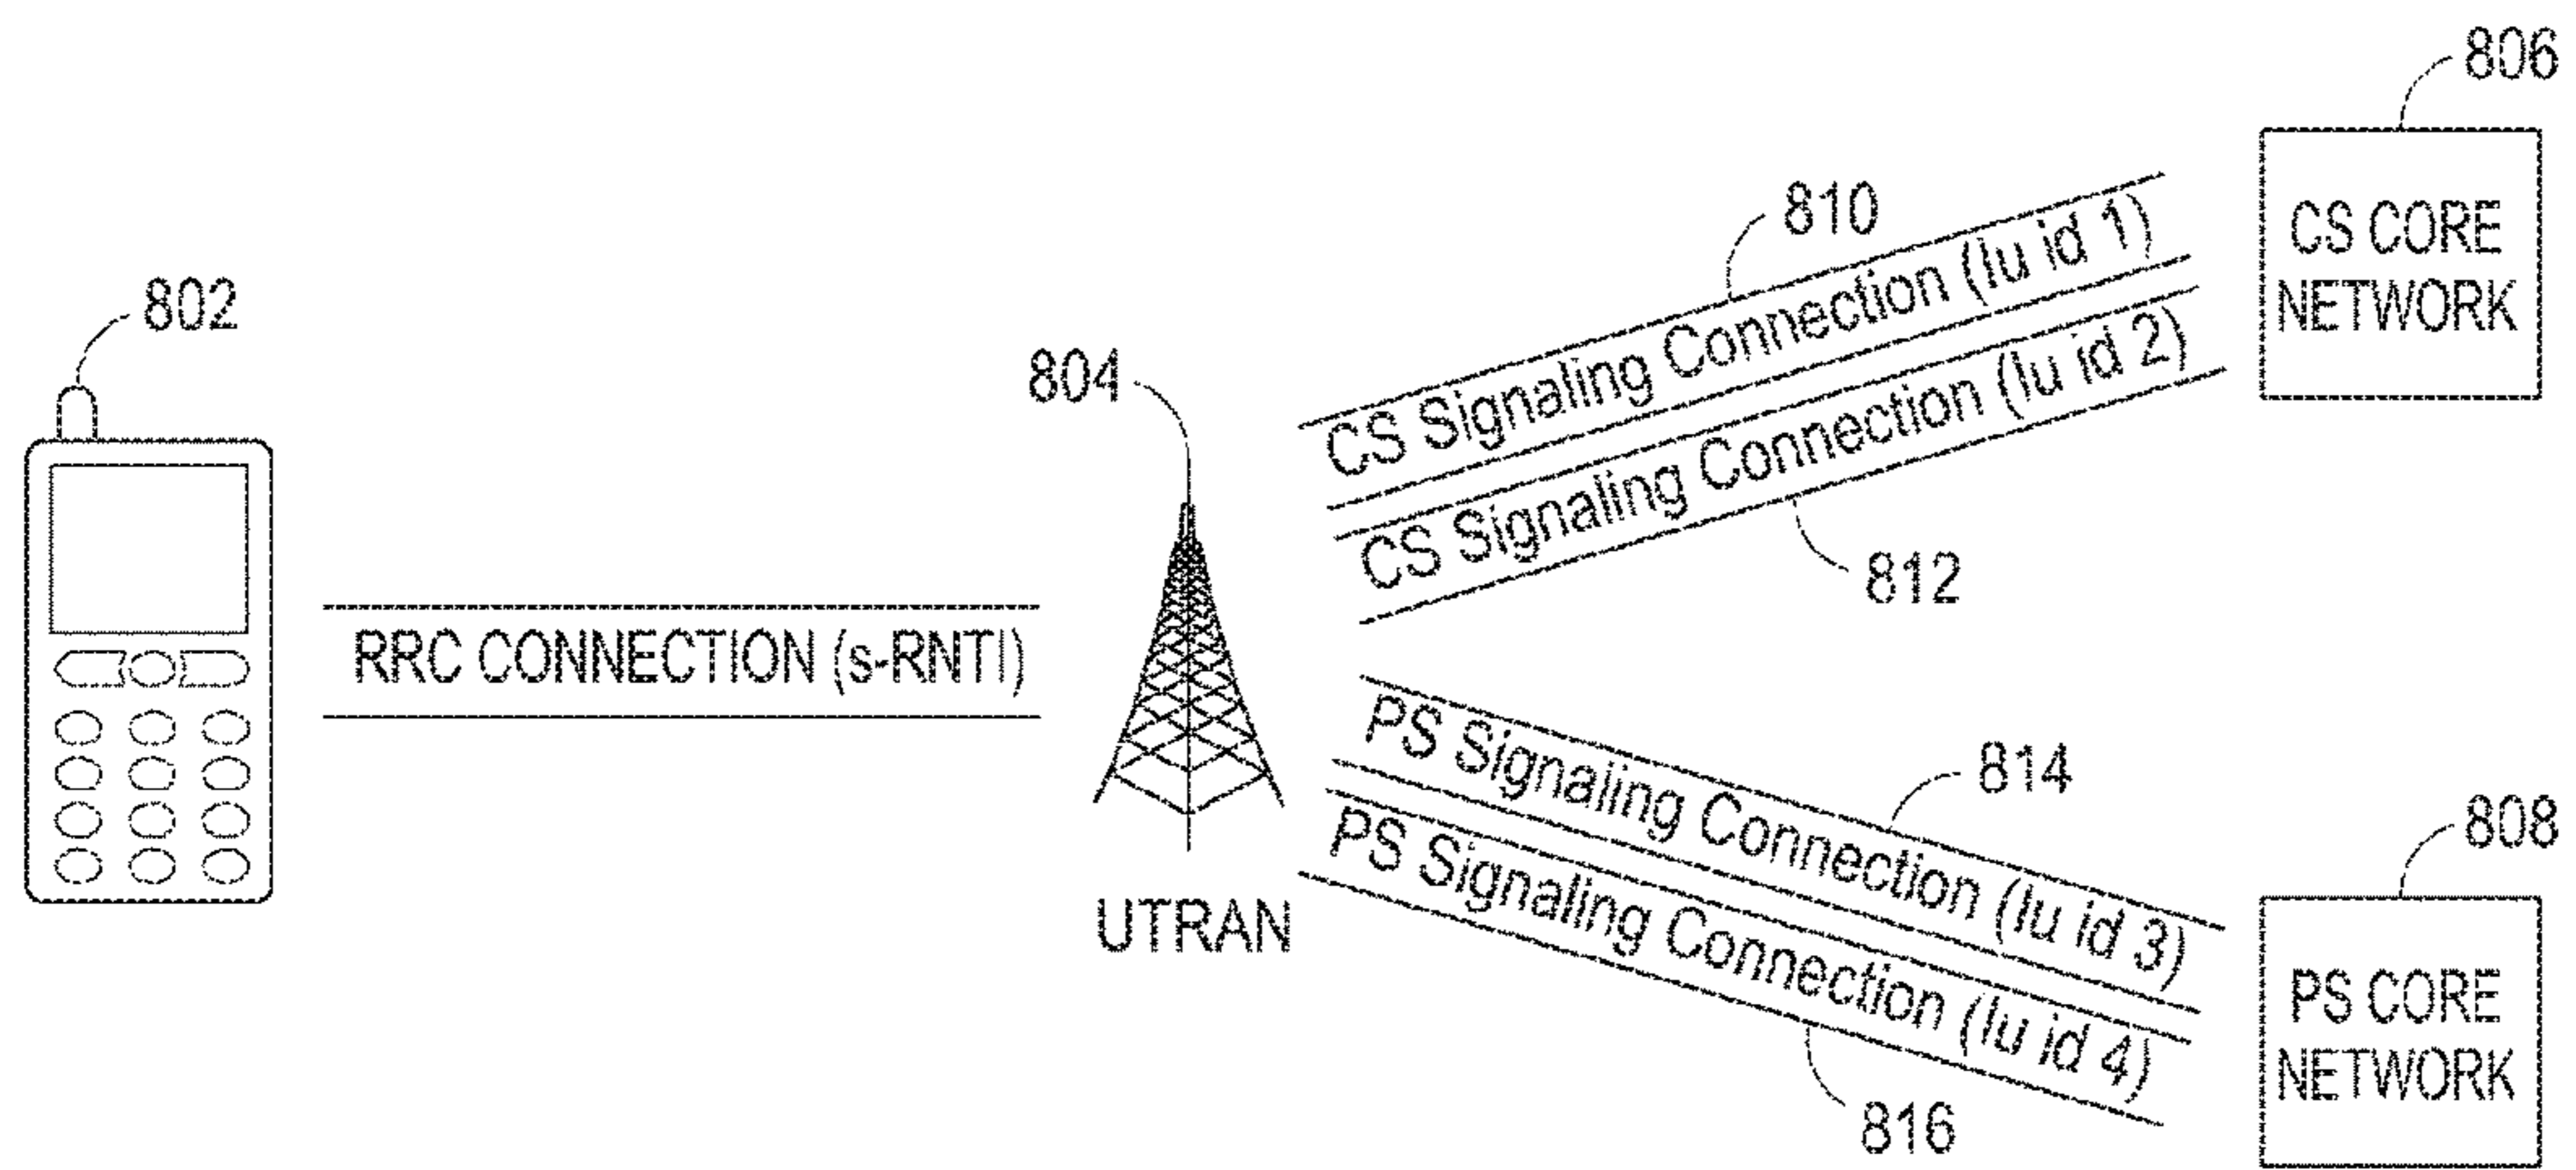 806
CS CORE
NETWORK
810
CS Signaling Connection (Iu id 1)
CS Signaling Connection (Iu id 2)
812
802
804
RRC CONNECTION (s-RNTI)
UTRAN
PS Signaling Connection (Iu id 3)
814
PS Signaling Connection (Iu id 4)
816
808
PS CORE
NETWORK